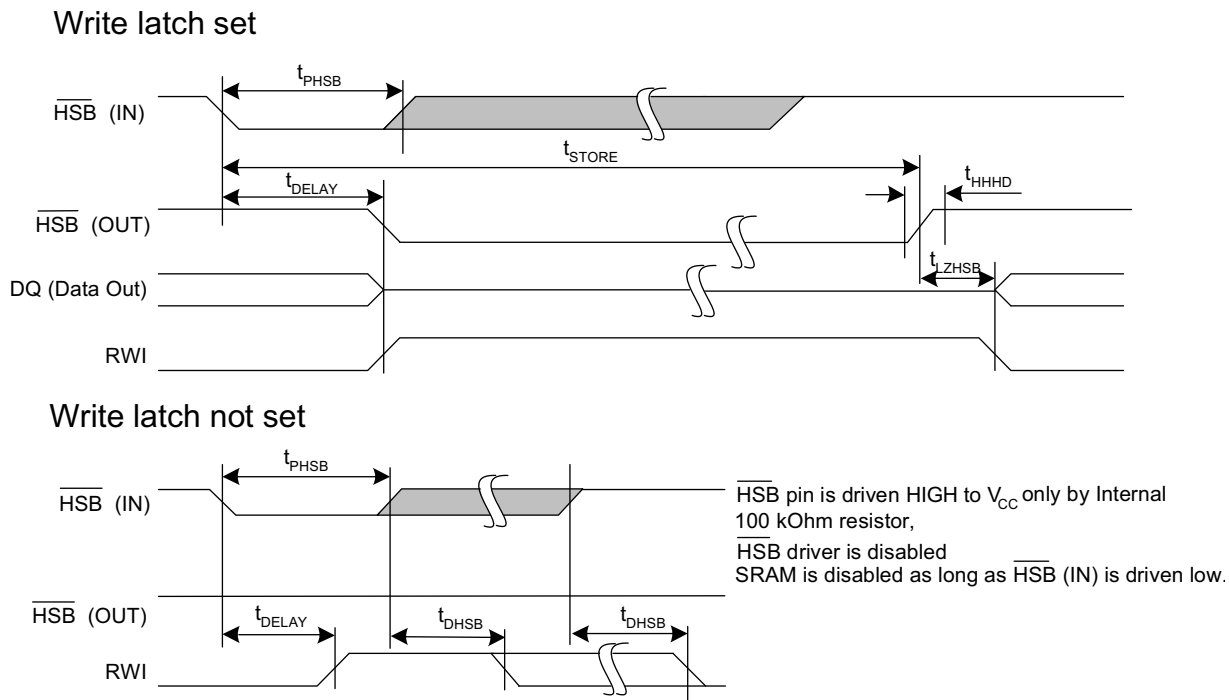 Write latch set
tPHSB
HSB (IN)
tSTORE
tHHHD
tDELAY
HSB (OUT)
tLZHSB
DQ (Data Out)
RWI
Write latch not set
tPHSB
HSB (IN)
HSB pin is driven HIGH to VCC only by Internal
100 kOhm resistor,
HSB driver is disabled
SRAM is disabled as long as HSB (IN) is driven low.
HSB (OUT)
tDELAY
tDHSB
tDHSB
RWI